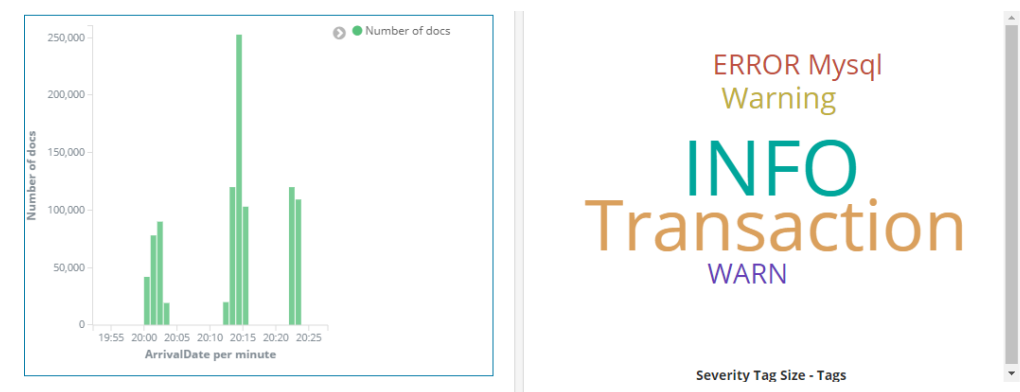 Number of docs
250,000
200,000
150,000
100,000
50,000
0
Number of docs
19:55 20:00 20:05 20:10 20:15 20:20 20:25
ArrivalDate per minute
ERROR Mysql
Warning
INFO
Transaction
WARN
Severity Tag Size - Tags